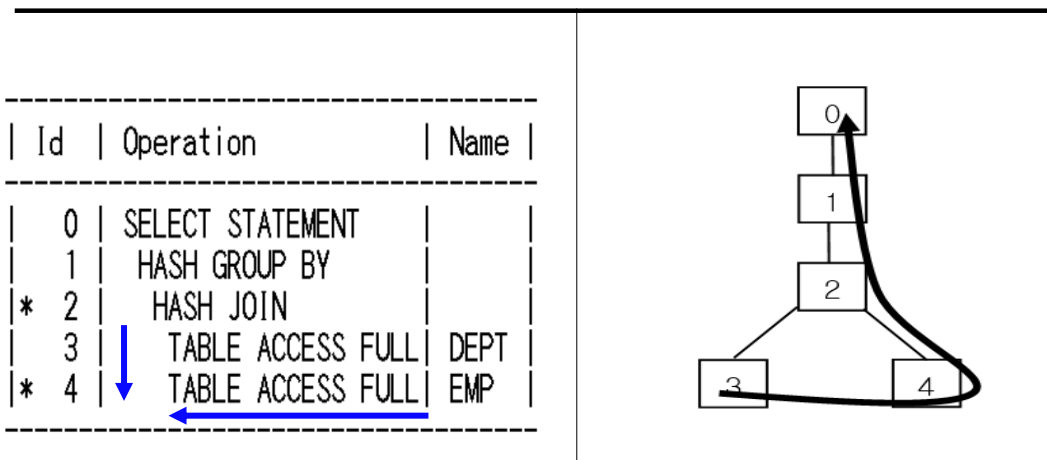 | Id | Operation | Name |
| 0 | SELECT STATEMENT | |
| 1 | HASH GROUP BY | |
|* 2 | HASH JOIN | |
| 3 | TABLE ACCESS FULL| DEPT |
|* 4 | TABLE ACCESS FULL| EMP |
0
1
2
3
4